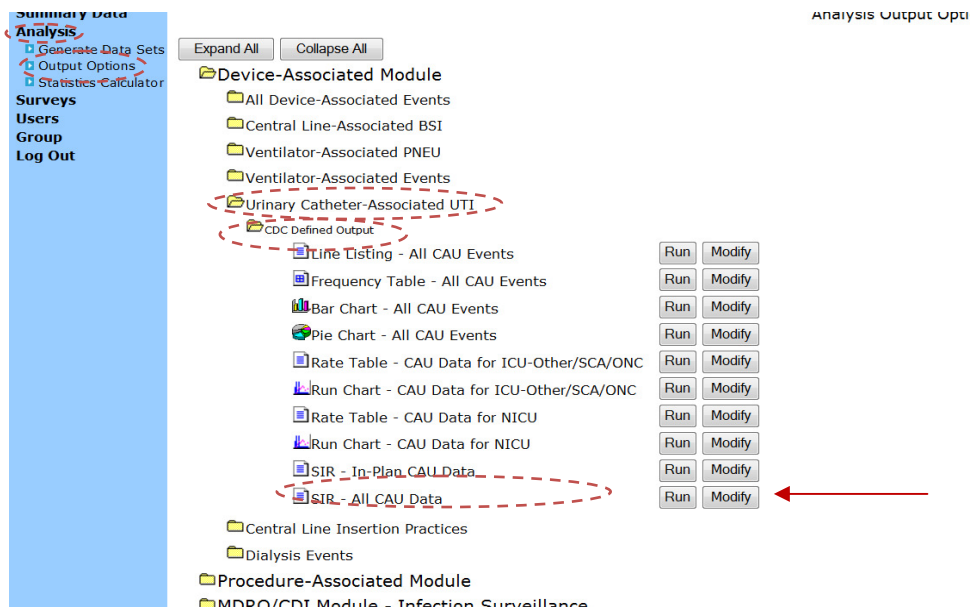 Summary Data
Analysis Output Opti
Analysis
Generate Data Sets
Output Options
Statistics Calculator
Surveys
Users
Group
Log Out
Expand All Collapse All
Device-Associated Module
All Device-Associated Events
Central Line-Associated BSI
Ventilator-Associated PNEU
Ventilator-Associated Events
Urinary Catheter-Associated UTI
CDC Defined Output
Line Listing - All CAU Events Run Modify
Frequency Table - All CAU Events Run Modify
Bar Chart - All CAU Events Run Modify
Pie Chart - All CAU Events Run Modify
Rate Table - CAU Data for ICU-Other/SCA/ONC Run Modify
Run Chart - CAU Data for ICU-Other/SCA/ONC Run Modify
Rate Table - CAU Data for NICU Run Modify
Run Chart - CAU Data for NICU Run Modify
SIR - In-Plan CAU Data Run Modify
SIR - All CAU Data Run Modify
Central Line Insertion Practices
Dialysis Events
Procedure-Associated Module
MDRO/CDI Module - Infection Surveillance